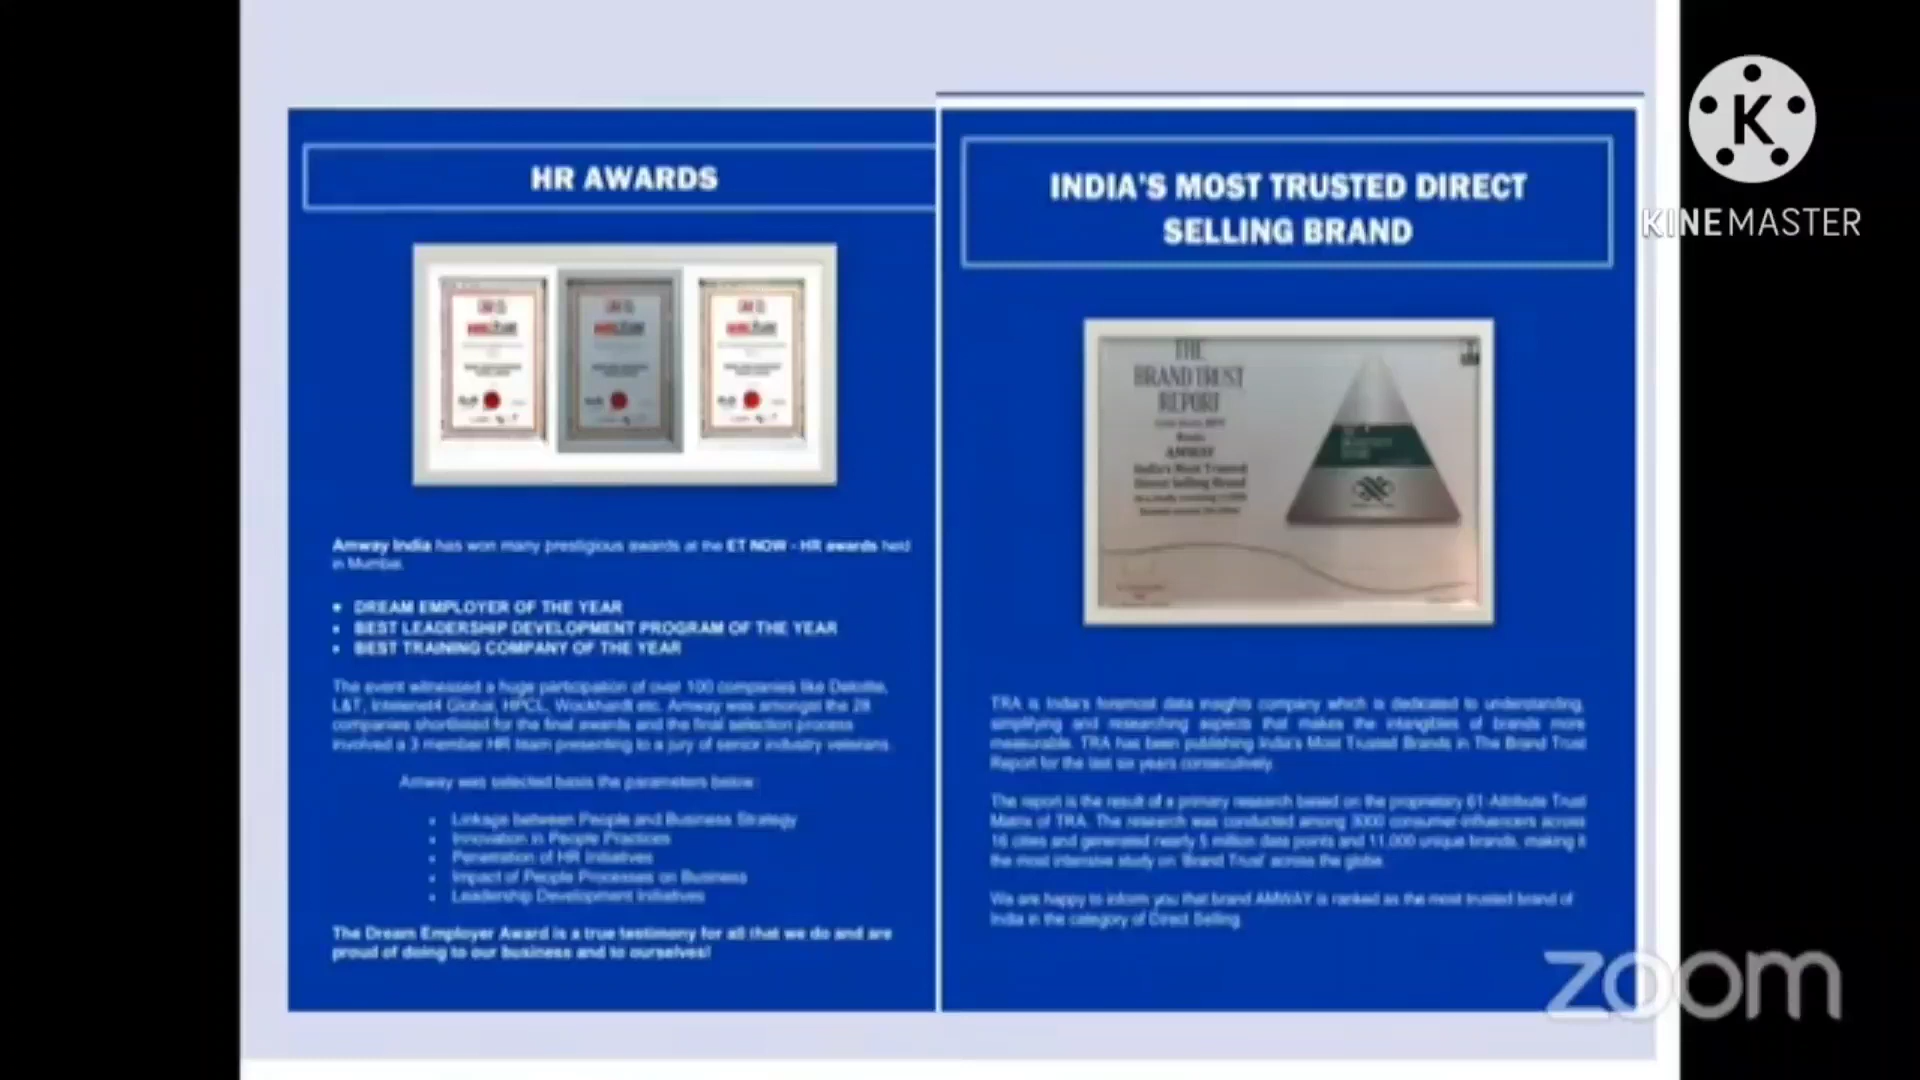 HR AWARDS
Amway India has won many prestigious awards at the ET NOW - HR awards held
in Mumbai.
• DREAM EMPLOYER OF THE YEAR
• BEST LEADERSHIP DEVELOPMENT PROGRAM OF THE YEAR
• BEST TRAINING COMPANY OF THE YEAR
The event witnessed a huge participation of over 100 companies like Deloitte,
L&T, Intelenet Global, HPCL, Wockhardt etc. Amway was amongst the 28
companies shortlisted for the final awards and the final selection process
involved a 3 member HR team presenting to a jury of senior industry veterans.
Amway was selected basis the parameters below:
• Linkage between People and Business Strategy
• Innovation in People Practices
• Penetration of HR Initiatives
• Impact of People Processes on Business
• Leadership Development Initiatives
The Dream Employer Award is a true testimony for all that we do and are
proud of doing to our business and to ourselves!
INDIA'S MOST TRUSTED DIRECT
SELLING BRAND
THE
BRAND TRUST
REPORT
AMWAY
India's Most Trusted
Direct Selling Brand
TRA is India's foremost data insights company which is dedicated to understanding,
simplifying and researching aspects that makes the intangibles of brands more
measurable. TRA has been publishing India's Most Trusted Brands in The Brand Trust
Report for the last six years consecutively.
The report is the result of a primary research based on the proprietary 61-Attribute Trust
Matrix of TRA. The research was conducted among 3000 consumer-influencers across
16 cities and generated nearly 5 million data points and 11,000 unique brands, making it
the most intensive study on 'Brand Trust' across the globe.
We are happy to inform you that brand AMWAY is ranked as the most trusted brand of
India in the category of Direct Selling.
K
KINEMASTER
zoom